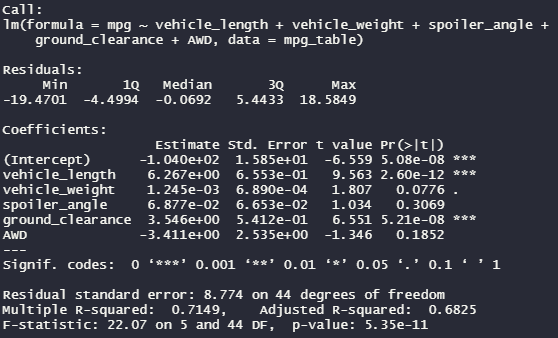 Call:
lm(formula = mpg ~ vehicle_length + vehicle_weight + spoiler_angle +
    ground_clearance + AWD, data = mpg_table)

Residuals:
     Min       1Q   Median       3Q      Max
-19.4701  -4.4994  -0.0692   5.4433  18.5849

Coefficients:
                   Estimate Std. Error t value Pr(>|t|)
(Intercept)      -1.040e+02  1.585e+01  -6.559 5.08e-08 ***
vehicle_length    6.267e+00  6.553e-01   9.563 2.60e-12 ***
vehicle_weight    1.245e-03  6.890e-04   1.807   0.0776 .
spoiler_angle     6.877e-02  6.653e-02   1.034   0.3069
ground_clearance  3.546e+00  5.412e-01   6.551 5.21e-08 ***
AWD              -3.411e+00  2.535e+00  -1.346   0.1852
---
Signif. codes:  0 ‘***’ 0.001 ‘**’ 0.01 ‘*’ 0.05 ‘.’ 0.1 ‘ ’ 1

Residual standard error: 8.774 on 44 degrees of freedom
Multiple R-squared:  0.7149,	Adjusted R-squared:  0.6825
F-statistic: 22.07 on 5 and 44 DF,  p-value: 5.35e-11